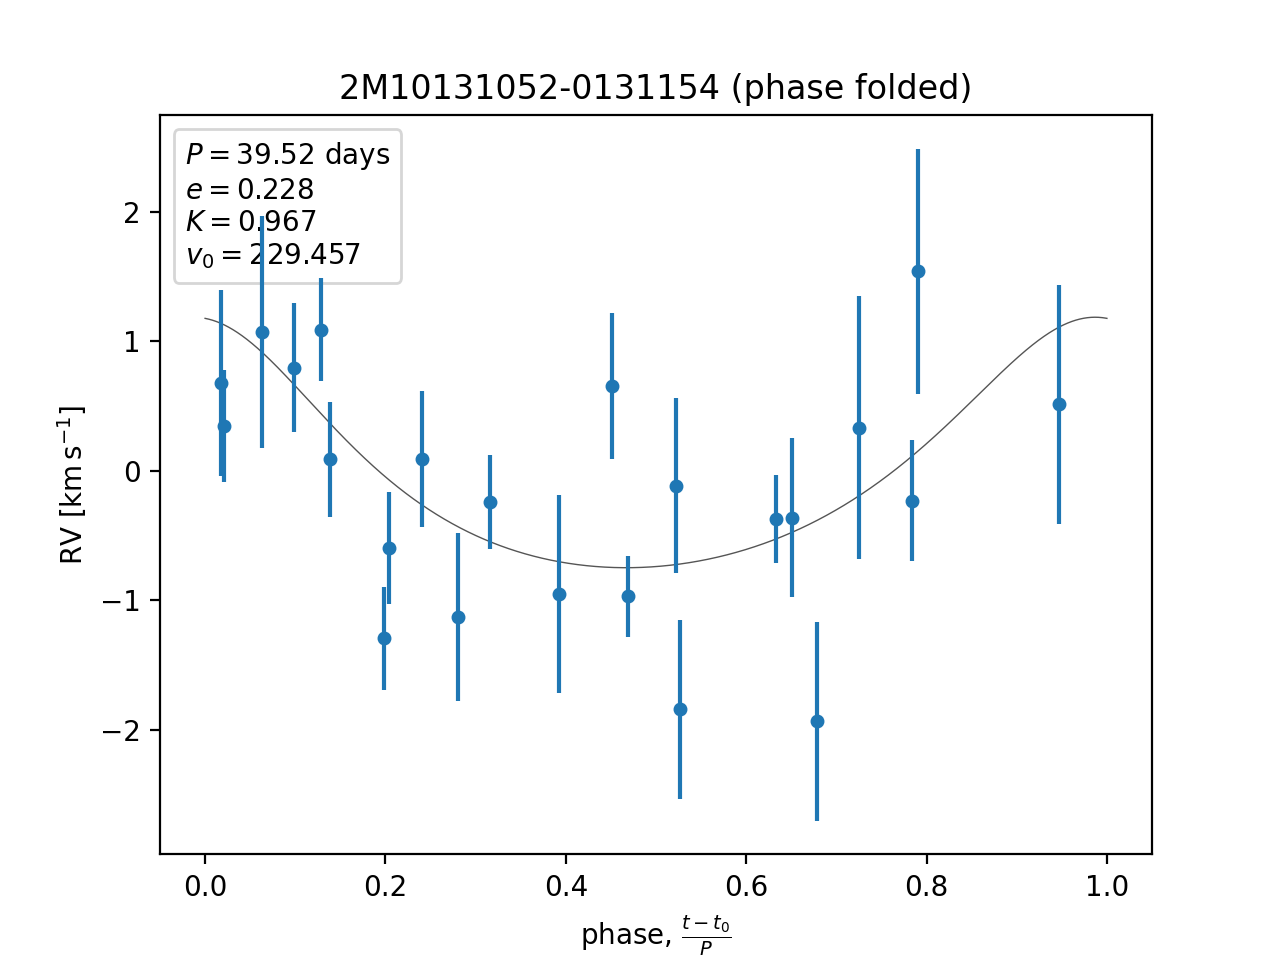 2M10131052-0131154 (phase folded)
P = 39.52 days
e = 0.228
K = 0.967
v₀ = 229.457
2
1
0
−1
−2
RV [km s⁻¹]
0.0 0.2 0.4 0.6 0.8 1.0
phase, (t − t₀)/P